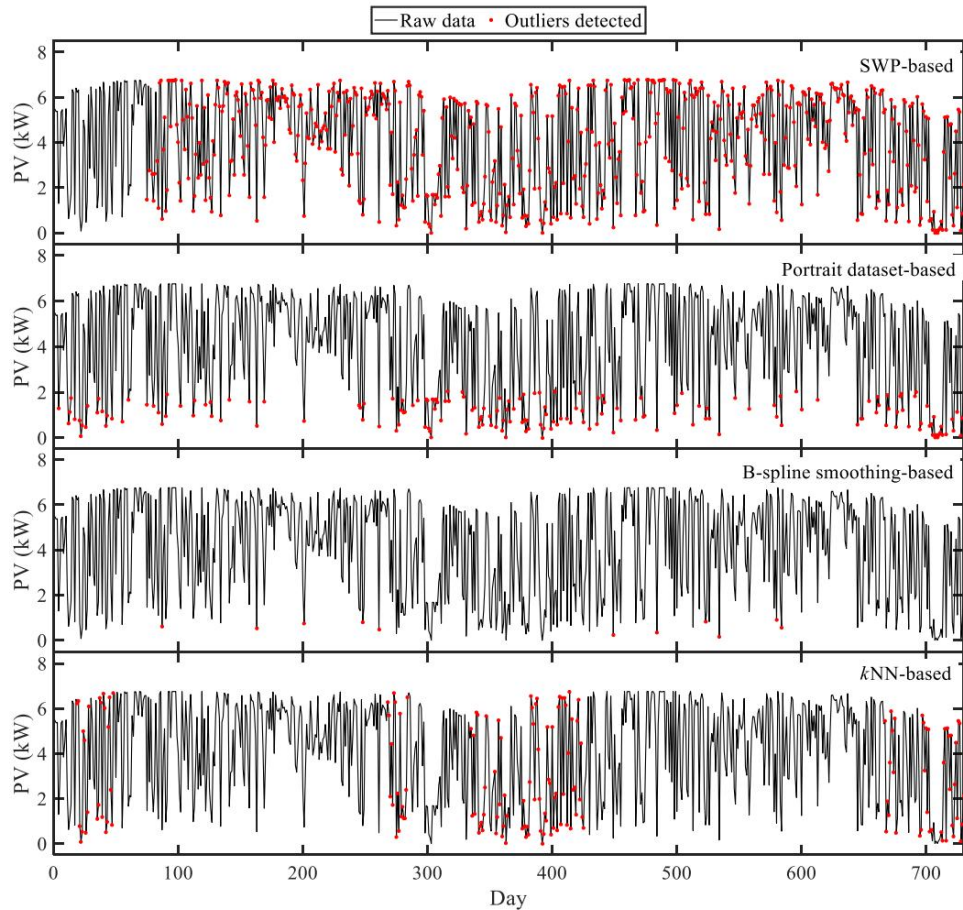 Raw data Outliers detected
SWP-based
PV (kW)
8
6
4
2
0
Portrait dataset-based
PV (kW)
8
6
4
2
0
B-spline smoothing-based
PV (kW)
8
6
4
2
0
kNN-based
PV (kW)
8
6
4
2
0
0 100 200 300 400 500 600 700
Day